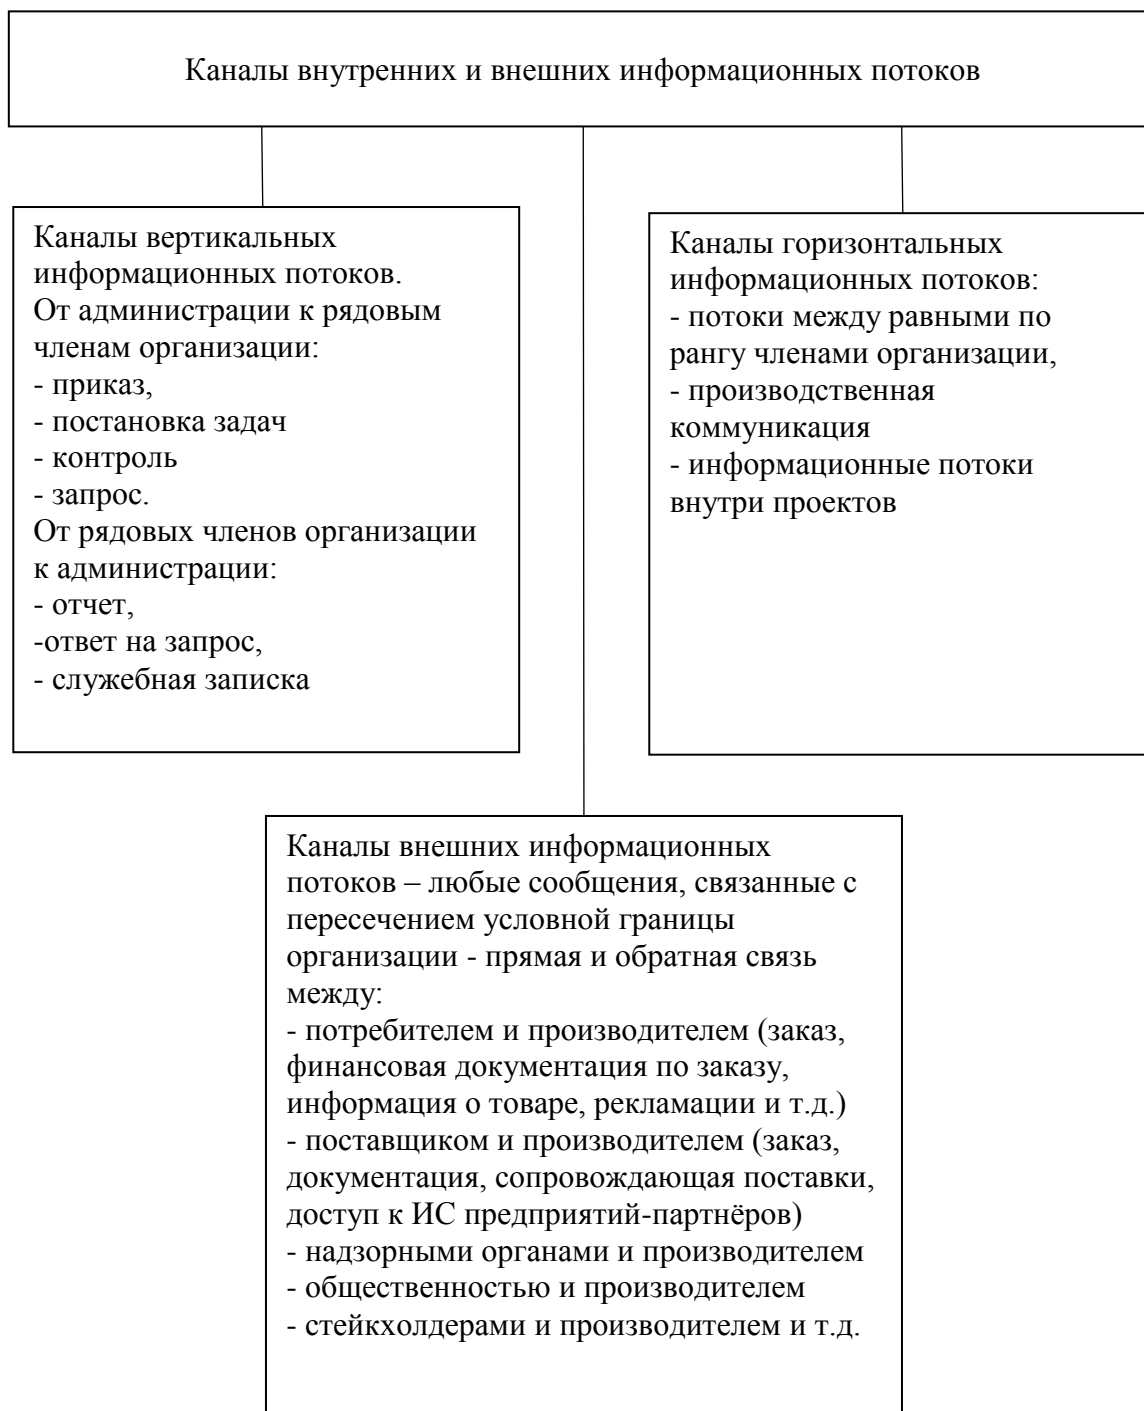 Каналы внутренних и внешних информационных потоков
Каналы вертикальных
информационных потоков.
От администрации к рядовым
членам организации:
- приказ,
- постановка задач
- контроль
- запрос.
От рядовых членов организации
к администрации:
- отчет,
-ответ на запрос,
- служебная записка
Каналы горизонтальных
информационных потоков:
- потоки между равными по
рангу членами организации,
- производственная
коммуникация
- информационные потоки
внутри проектов
Каналы внешних информационных
потоков – любые сообщения, связанные с
пересечением условной границы
организации - прямая и обратная связь
между:
- потребителем и производителем (заказ,
финансовая документация по заказу,
информация о товаре, рекламации и т.д.)
- поставщиком и производителем (заказ,
документация, сопровождающая поставки,
доступ к ИС предприятий-партнёров)
- надзорными органами и производителем
- общественностью и производителем
- стейкхолдерами и производителем и т.д.